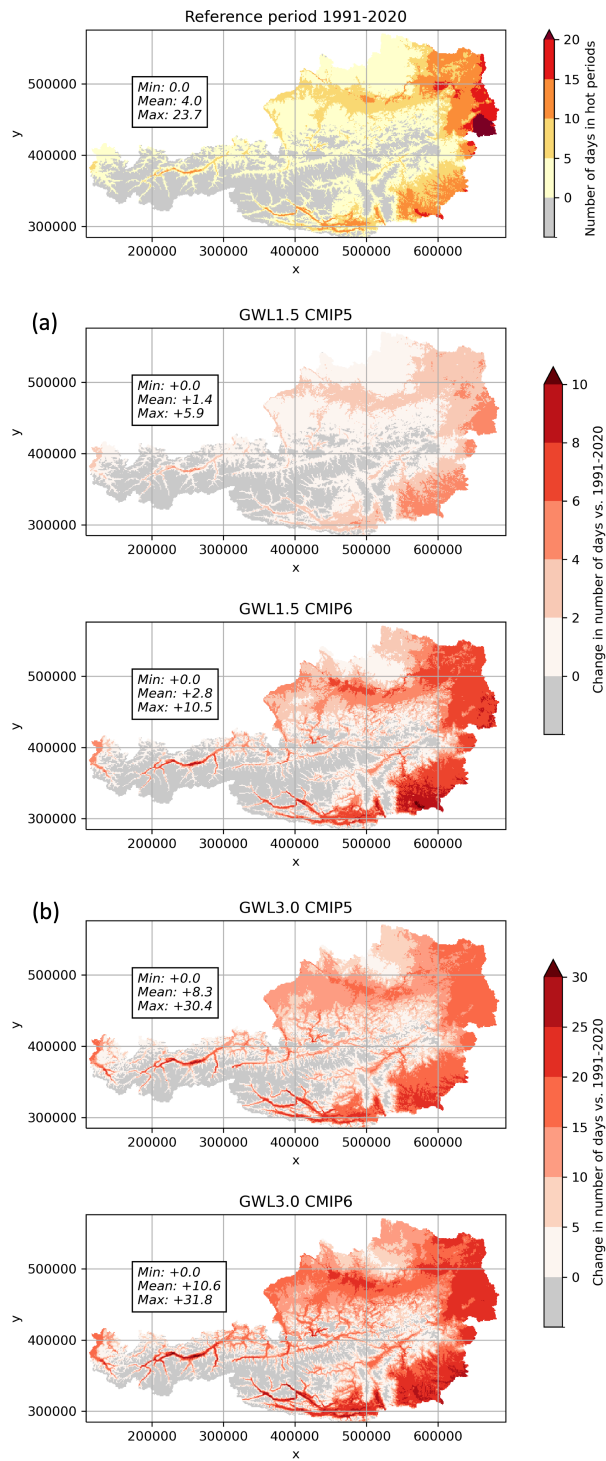 Reference period 1991-2020
500000
400000
300000
y
Min: 0.0
Mean: 4.0
Max: 23.7
200000 300000 400000 500000 600000
x
20
15
10
5
0
Number of days in hot periods
(a)
GWL1.5 CMIP5
500000
400000
300000
y
Min: +0.0
Mean: +1.4
Max: +5.9
200000 300000 400000 500000 600000
x
GWL1.5 CMIP6
500000
400000
300000
y
Min: +0.0
Mean: +2.8
Max: +10.5
200000 300000 400000 500000 600000
x
10
8
6
4
2
0
Change in number of days vs. 1991-2020
(b)
GWL3.0 CMIP5
500000
400000
300000
y
Min: +0.0
Mean: +8.3
Max: +30.4
200000 300000 400000 500000 600000
x
GWL3.0 CMIP6
500000
400000
300000
y
Min: +0.0
Mean: +10.6
Max: +31.8
200000 300000 400000 500000 600000
x
30
25
20
15
10
5
0
Change in number of days vs. 1991-2020